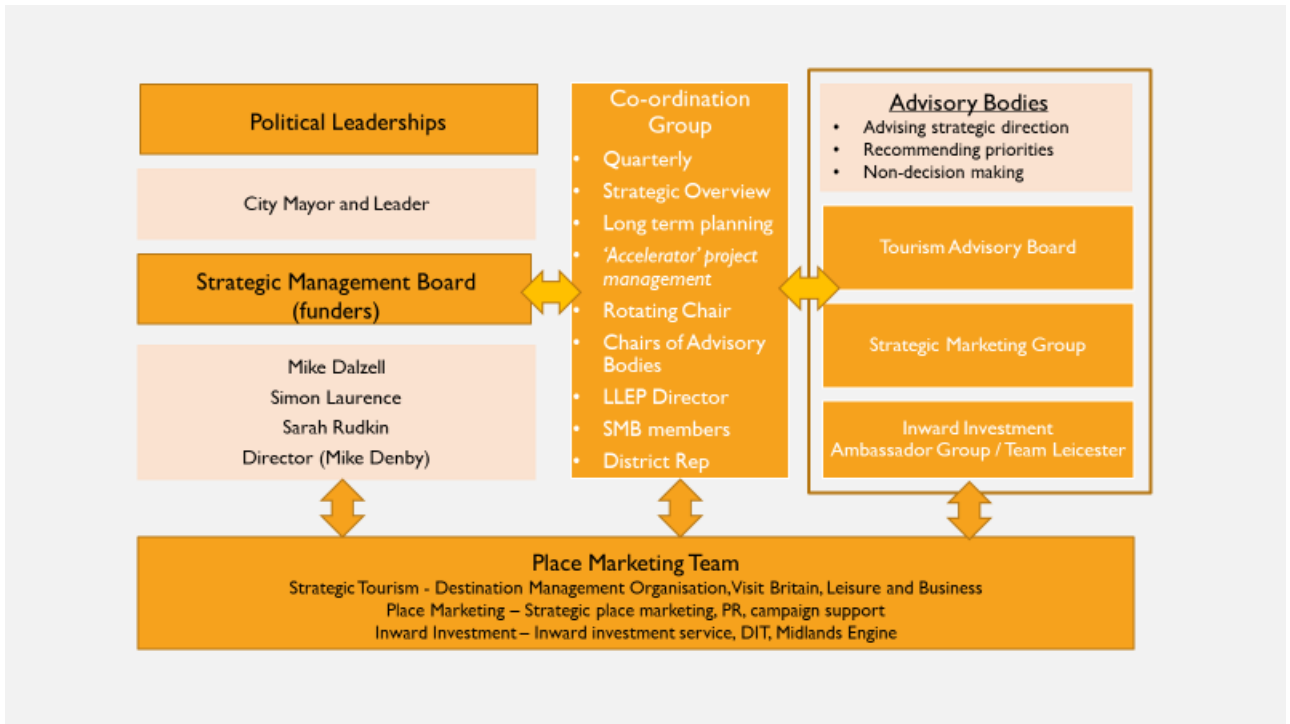 Political Leaderships
City Mayor and Leader
Strategic Management Board
(funders)
Mike Dalzell
Simon Laurence
Sarah Rudkin
Director (Mike Denby)
Co-ordination
Group
• Quarterly
• Strategic Overview
• Long term planning
• ‘Accelerator’ project
management
• Rotating Chair
• Chairs of Advisory
Bodies
• LLEP Director
• SMB members
• District Rep
Advisory Bodies
• Advising strategic direction
• Recommending priorities
• Non-decision making
Tourism Advisory Board
Strategic Marketing Group
Inward Investment
Ambassador Group / Team Leicester
Place Marketing Team
Strategic Tourism - Destination Management Organisation, Visit Britain, Leisure and Business
Place Marketing – Strategic place marketing, PR, campaign support
Inward Investment – Inward investment service, DIT, Midlands Engine